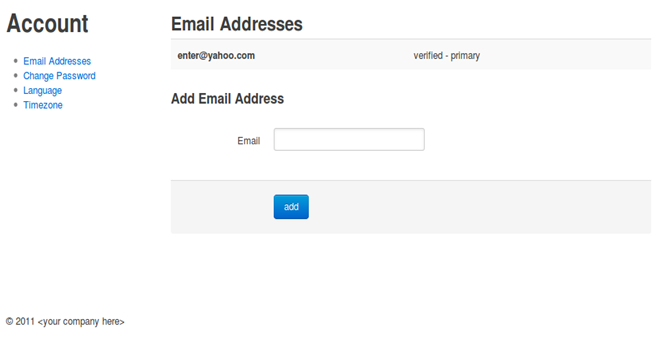 Account
Email Addresses
Change Password
Language
Timezone
Email Addresses
enter@yahoo.com verified - primary
Add Email Address
Email
add
© 2011 <your company here>